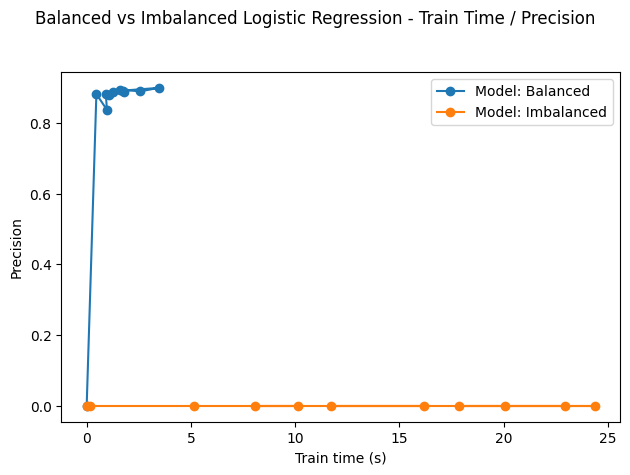 Balanced vs Imbalanced Logistic Regression - Train Time / Precision
Model: Balanced
Model: Imbalanced
Precision
0.8
0.6
0.4
0.2
0.0
0 5 10 15 20 25
Train time (s)